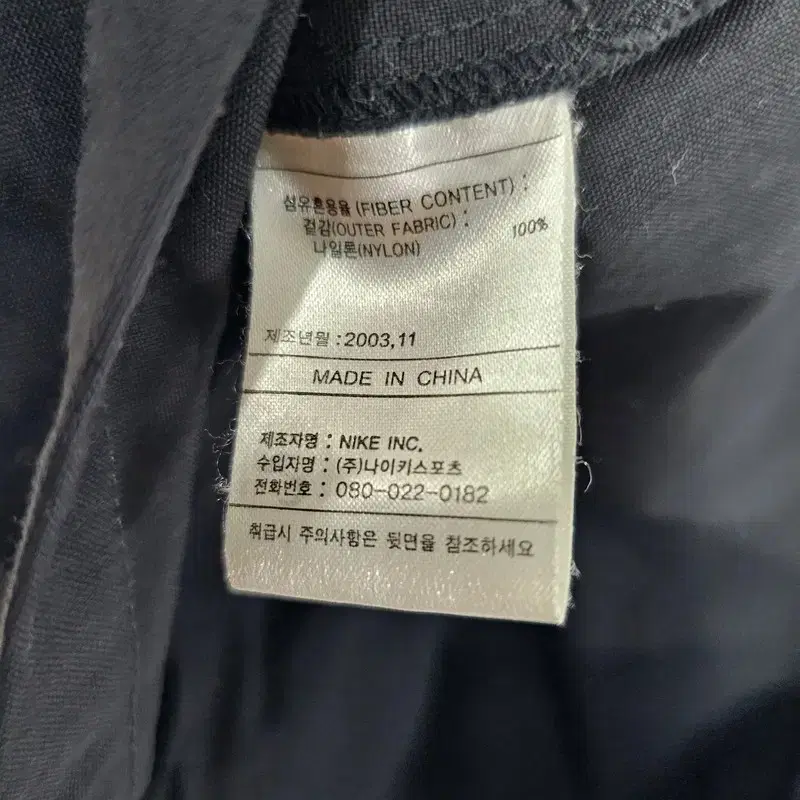 섬유혼용율 (FIBER CONTENT) :
겉감(OUTER FABRIC) :
나일론(NYLON) 100%
제조년월 : 2003,11
MADE IN CHINA
제조자명 : NIKE INC.
수입자명 : (주)나이키스포츠
전화번호 : 080-022-0182
취급시 주의사항은 뒷면을 참조하세요